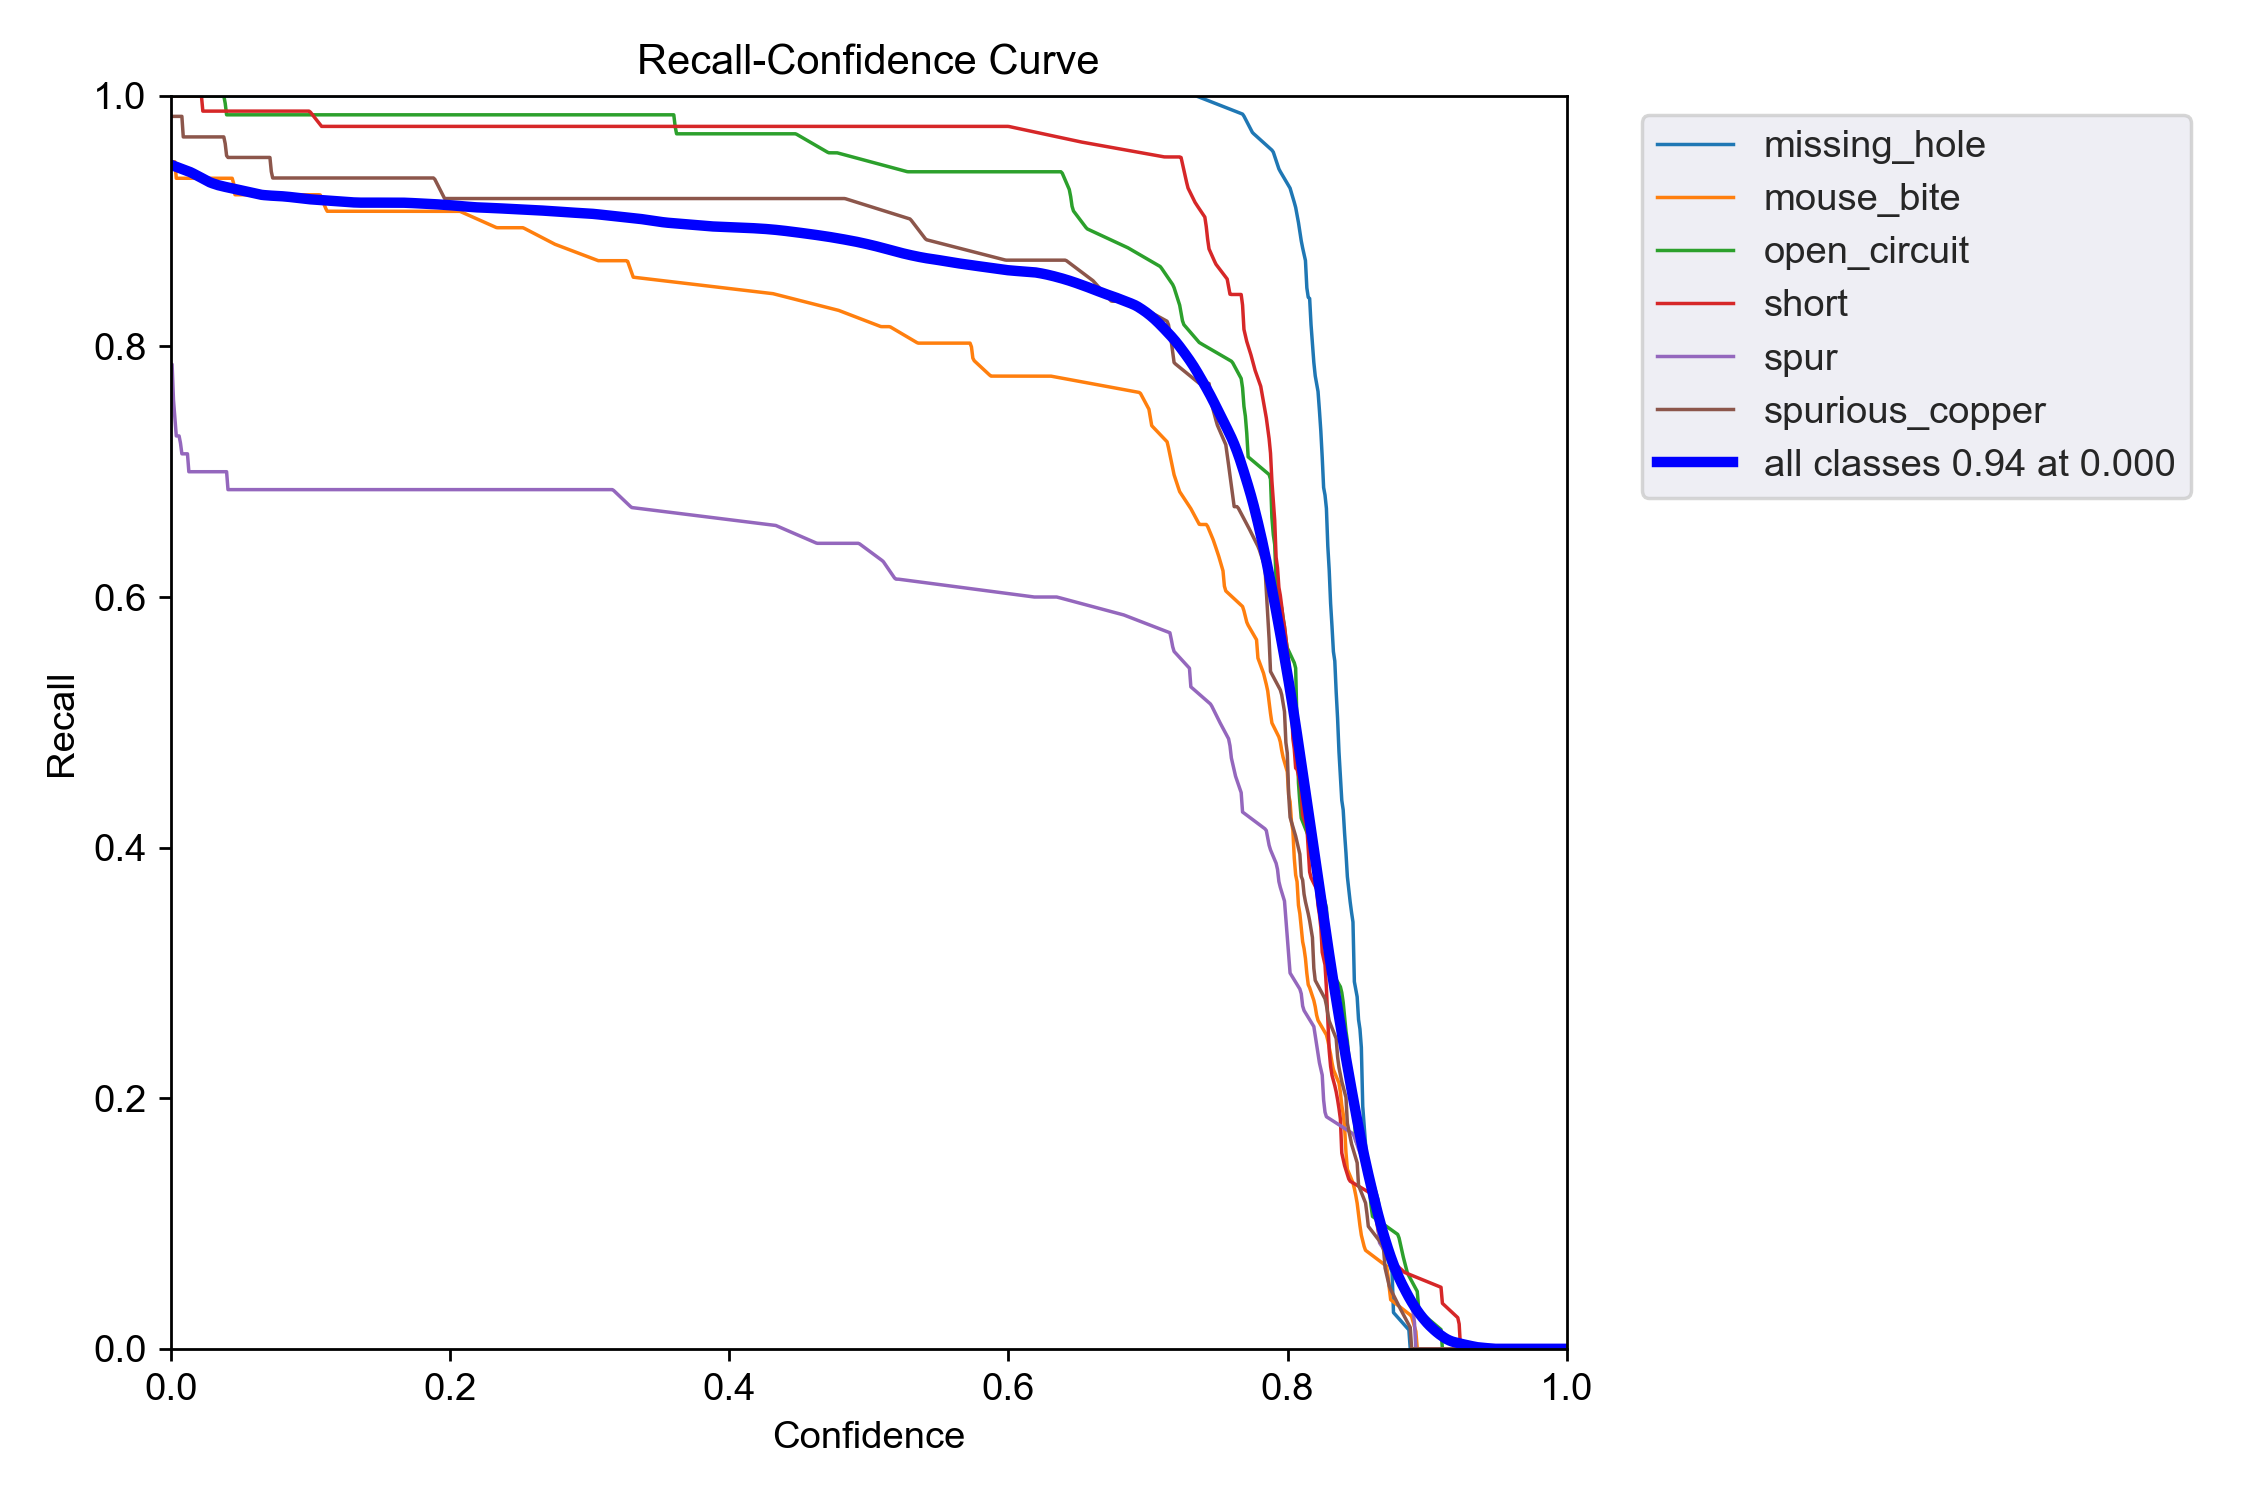 Recall-Confidence Curve
1.0
0.8
0.6
0.4
0.2
0.0
Recall
0.0 0.2 0.4 0.6 0.8 1.0
Confidence
missing_hole
mouse_bite
open_circuit
short
spur
spurious_copper
all classes 0.94 at 0.000